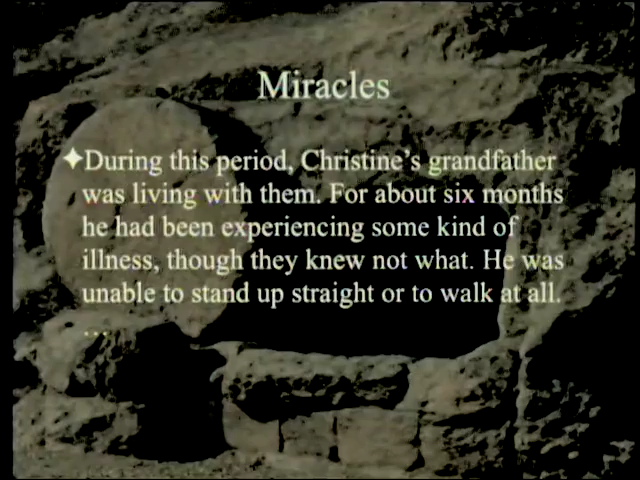 Miracles
✦During this period, Christine's grandfather
was living with them. For about six months
he had been experiencing some kind of
illness, though they knew not what. He was
unable to stand up straight or to walk at all.
…